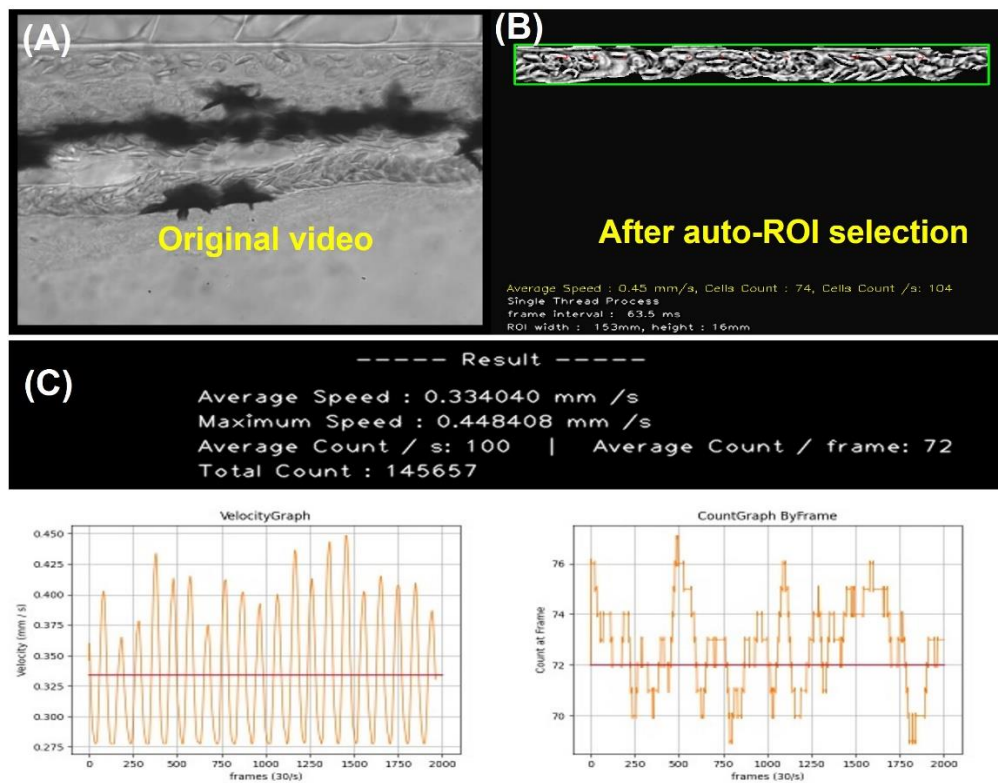 (A)
Original video
(B)
After auto-ROI selection
Average Speed : 0.45 mm/s, Cells Count : 74, Cells Count /s: 104
Single Thread Process
frame interval : 63.5 ms
ROI width : 153mm, height : 16mm
(C)
----- Result -----
Average Speed : 0.334040 mm /s
Maximum Speed : 0.448408 mm /s
Average Count / s: 100 | Average Count / frame: 72
Total Count : 145657
VelocityGraph
Velocity (mm / s)
0.450
0.425
0.400
0.375
0.350
0.325
0.300
0.275
0 250 500 750 1000 1250 1500 1750 2000
frames (30/s)
CountGraph ByFrame
Count at Frame
76
74
72
70
0 250 500 750 1000 1250 1500 1750 2000
frames (30/s)